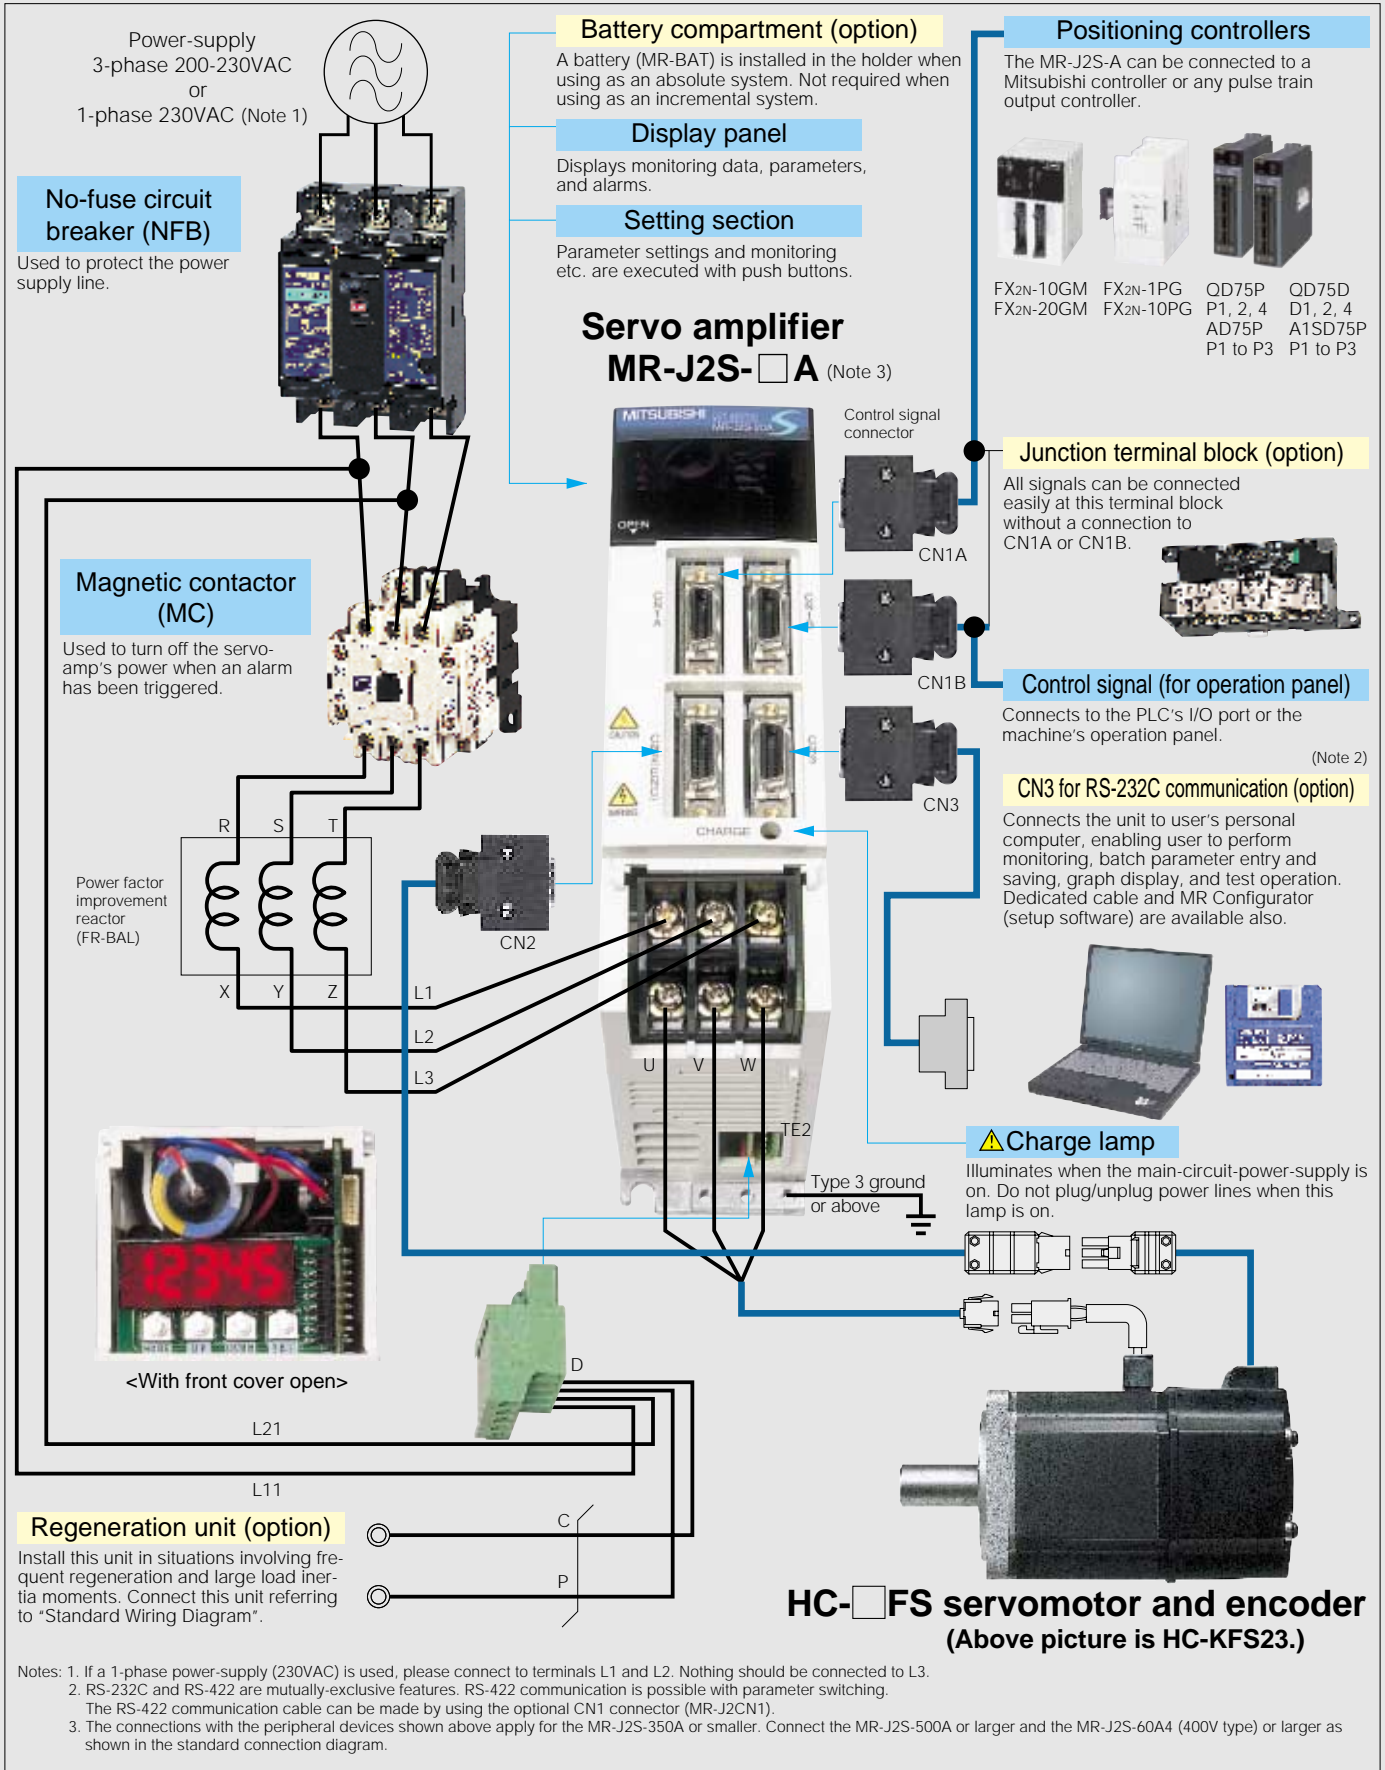 Power-supply
3-phase 200-230VAC
or
1-phase 230VAC (Note 1)
No-fuse circuit
breaker (NFB)
Used to protect the power
supply line.
Battery compartment (option)
A battery (MR-BAT) is installed in the holder when
using as an absolute system. Not required when
using as an incremental system.
Display panel
Displays monitoring data, parameters,
and alarms.
Setting section
Parameter settings and monitoring
etc. are executed with push buttons.
Positioning controllers
The MR-J2S-A can be connected to a
Mitsubishi controller or any pulse train
output controller.
FX2N-10GM
FX2N-20GM
FX2N-1PG
FX2N-10PG
QD75P
P1, 2, 4
AD75P
P1 to P3
QD75D
D1, 2, 4
A1SD75P
P1 to P3
Servo amplifier
MR-J2S-□A (Note 3)
MITSUBISHI
OPEN
Control signal
connector
CN1A
CN1B
CN3
Junction terminal block (option)
All signals can be connected
easily at this terminal block
without a connection to
CN1A or CN1B.
Control signal (for operation panel)
Connects to the PLC's I/O port or the
machine's operation panel.
(Note 2)
CN3 for RS-232C communication (option)
Connects the unit to user's personal
computer, enabling user to perform
monitoring, batch parameter entry and
saving, graph display, and test operation.
Dedicated cable and MR Configurator
(setup software) are available also.
Magnetic contactor
(MC)
Used to turn off the servo-
amp's power when an alarm
has been triggered.
R S T
Power factor
improvement
reactor
(FR-BAL)
X Y Z
L1
L2
L3
CN2
CHARGE
U V W
TE2
Type 3 ground
or above
Charge lamp
Illuminates when the main-circuit-power-supply is
on. Do not plug/unplug power lines when this
lamp is on.
12345
<With front cover open>
D
L21
L11
C
P
Regeneration unit (option)
Install this unit in situations involving fre-
quent regeneration and large load iner-
tia moments. Connect this unit referring
to "Standard Wiring Diagram".
HC-□FS servomotor and encoder
(Above picture is HC-KFS23.)
Notes: 1. If a 1-phase power-supply (230VAC) is used, please connect to terminals L1 and L2. Nothing should be connected to L3.
2. RS-232C and RS-422 are mutually-exclusive features. RS-422 communication is possible with parameter switching.
The RS-422 communication cable can be made by using the optional CN1 connector (MR-J2CN1).
3. The connections with the peripheral devices shown above apply for the MR-J2S-350A or smaller. Connect the MR-J2S-500A or larger and the MR-J2S-60A4 (400V type) or larger as
shown in the standard connection diagram.